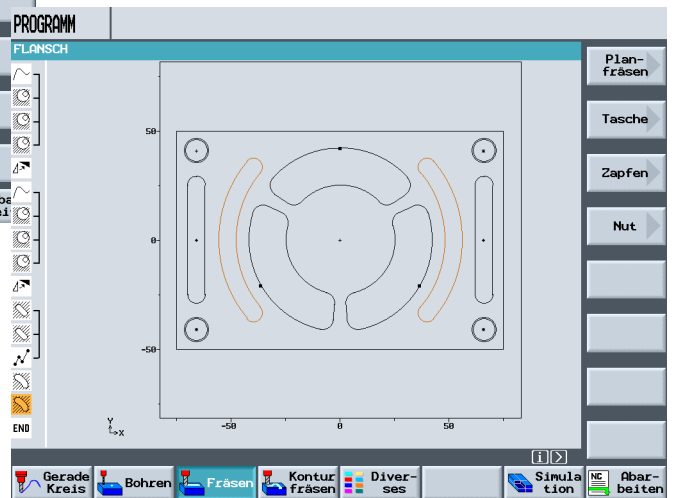 PROGRAMM
FLANSCH
Plan-
fräsen
Tasche
Zapfen
Nut
50
0
-50
-50
0
50
Y
X
END
Gerade
Kreis
Bohren
Fräsen
Kontur
fräsen
Diver-
ses
Simula
tion
NC
Abar-
beiten